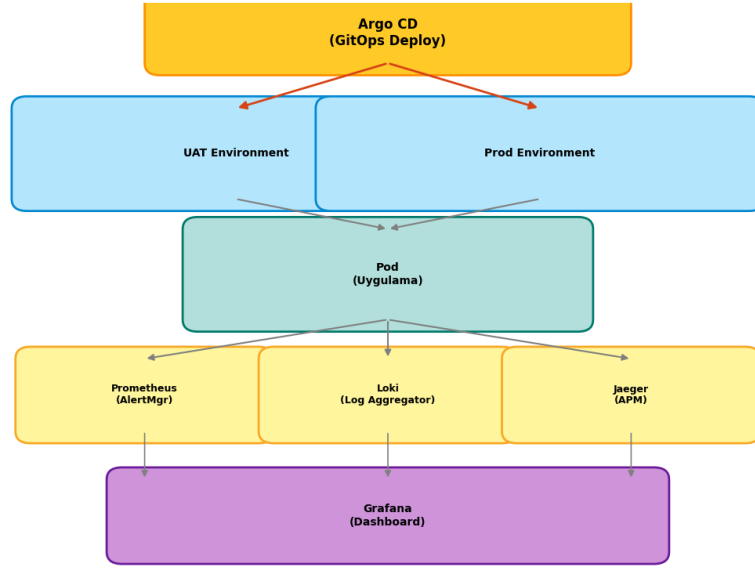 Argo CD
(GitOps Deploy)
UAT Environment
Prod Environment
Pod
(Uygulama)
Prometheus
(AlertMgr)
Loki
(Log Aggregator)
Jaeger
(APM)
Grafana
(Dashboard)